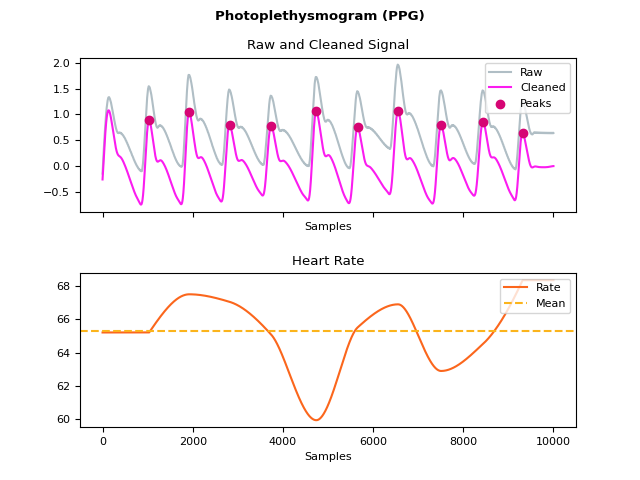 Photoplethysmogram (PPG)
Raw and Cleaned Signal
2.0
1.5
1.0
0.5
0.0
−0.5
Raw
Cleaned
Peaks
Samples
Heart Rate
68
66
64
62
60
Rate
Mean
0 2000 4000 6000 8000 10000
Samples